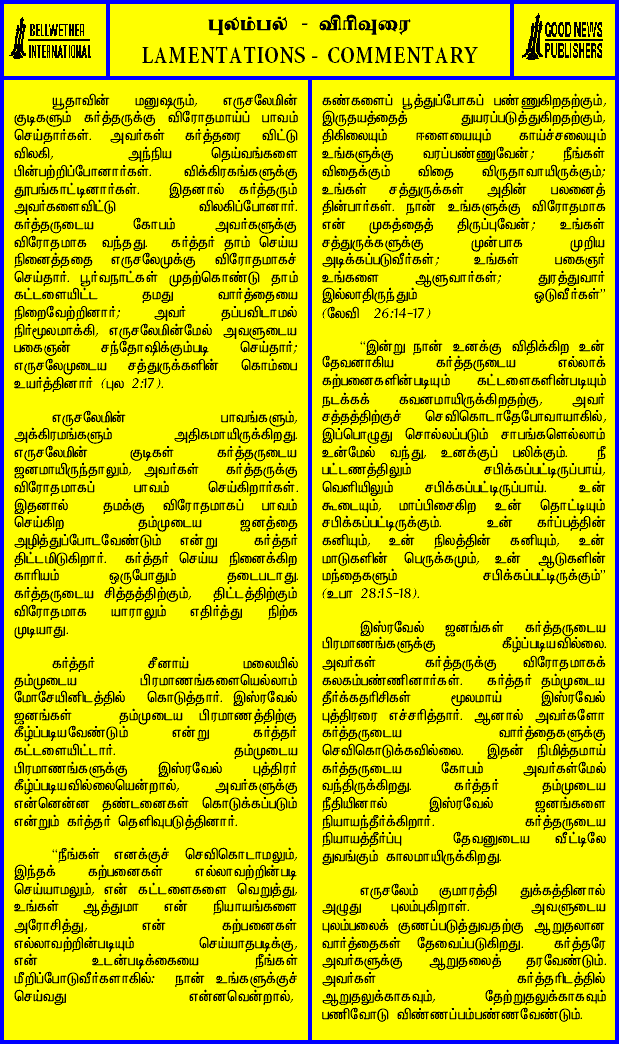 BELLWETHER
INTERNATIONAL
புலம்பல் - விரிவுரை
LAMENTATIONS - COMMENTARY
GOOD NEWS
PUBLISHERS
யூதாவின் மனுஷரும், எருசலேமின்
குடிகளும் கர்த்தருக்கு விரோதமாய்ப் பாவம்
செய்தார்கள். அவர்கள் கர்த்தரை விட்டு
விலகி, அந்நிய தெய்வங்களை
பின்பற்றிப்போனார்கள். விக்கிரகங்களுக்கு
தூபங்காட்டினார்கள். இதனால் கர்த்தரும்
அவர்களைவிட்டு விலகிப்போனார்.
கர்த்தருடைய கோபம் அவர்களுக்கு
விரோதமாக வந்தது. கர்த்தர் தாம் செய்ய
நினைத்ததை எருசலேமுக்கு விரோதமாகச்
செய்தார். பூர்வநாட்கள் முதற்கொண்டு தாம்
கட்டளையிட்ட தமது வார்த்தையை
நிறைவேற்றினார்; அவர் தப்பவிடாமல்
நிர்மூலமாக்கி, எருசலேமின்மேல் அவளுடைய
பகைஞன் சந்தோஷிக்கும்படி செய்தார்;
எருசலேமுடைய சத்துருக்களின் கொம்பை
உயர்த்தினார் (புல 2:17).
எருசலேமின் பாவங்களும்,
அக்கிரமங்களும் அதிகமாயிருக்கிறது.
எருசலேமின் குடிகள் கர்த்தருடைய
ஜனமாயிருந்தாலும், அவர்கள் கர்த்தருக்கு
விரோதமாகப் பாவம் செய்கிறார்கள்.
இதனால் தமக்கு விரோதமாகப் பாவம்
செய்கிற தம்முடைய ஜனத்தை
அழித்துப்போடவேண்டும் என்று கர்த்தர்
திட்டமிடுகிறார். கர்த்தர் செய்ய நினைக்கிற
காரியம் ஒருபோதும் தடைபடாது.
கர்த்தருடைய சித்தத்திற்கும், திட்டத்திற்கும்
விரோதமாக யாராலும் எதிர்த்து நிற்க
முடியாது.
கர்த்தர் சீனாய் மலையில்
தம்முடைய பிரமாணங்களையெல்லாம்
மோசேயினிடத்தில் கொடுத்தார். இஸ்ரவேல்
ஜனங்கள் தம்முடைய பிரமாணத்திற்கு
கீழ்ப்படியவேண்டும் என்று கர்த்தர்
கட்டளையிட்டார். தம்முடைய
பிரமாணங்களுக்கு இஸ்ரவேல் புத்திரர்
கீழ்ப்படியவில்லையென்றால், அவர்களுக்கு
என்னென்ன தண்டனைகள் கொடுக்கப்படும்
என்றும் கர்த்தர் தெளிவுபடுத்தினார்.
“நீங்கள் எனக்குச் செவிகொடாமலும்,
இந்தக் கற்பனைகள் எல்லாவற்றின்படி
செய்யாமலும், என் கட்டளைகளை வெறுத்து,
உங்கள் ஆத்துமா என் நியாயங்களை
அரோசித்து, என் கற்பனைகள்
எல்லாவற்றின்படியும் செய்யாதபடிக்கு,
என் உடன்படிக்கையை நீங்கள்
மீறிப்போடுவீர்களாகில்: நான் உங்களுக்குச்
செய்வது என்னவென்றால்,
கண்களைப் பூத்துப்போகப் பண்ணுகிறதற்கும்,
இருதயத்தைத் துயரப்படுத்துகிறதற்கும்,
திகிலையும் ஈளையையும் காய்ச்சலையும்
உங்களுக்கு வரப்பண்ணுவேன்; நீங்கள்
விதைக்கும் விதை விருதாவாயிருக்கும்;
உங்கள் சத்துருக்கள் அதின் பலனைத்
தின்பார்கள். நான் உங்களுக்கு விரோதமாக
என் முகத்தைத் திருப்புவேன்; உங்கள்
சத்துருக்களுக்கு முன்பாக முறிய
அடிக்கப்படுவீர்கள்; உங்கள் பகைஞர்
உங்களை ஆளுவார்கள்; துரத்துவார்
இல்லாதிருந்தும் ஓடுவீர்கள்”
(லேவி 26:14-17)
“இன்று நான் உனக்கு விதிக்கிற உன்
தேவனாகிய கர்த்தருடைய எல்லாக்
கற்பனைகளின்படியும் கட்டளைகளின்படியும்
நடக்கக் கவனமாயிருக்கிறதற்கு, அவர்
சத்தத்திற்குச் செவிகொடாதேபோவாயாகில்,
இப்பொழுது சொல்லப்படும் சாபங்களெல்லாம்
உன்மேல் வந்து, உனக்குப் பலிக்கும். நீ
பட்டணத்திலும் சபிக்கப்பட்டிருப்பாய்,
வெளியிலும் சபிக்கப்பட்டிருப்பாய். உன்
கூடையும், மாப்பிசைகிற உன் தொட்டியும்
சபிக்கப்பட்டிருக்கும். உன் கர்ப்பத்தின்
கனியும், உன் நிலத்தின் கனியும், உன்
மாடுகளின் பெருக்கமும், உன் ஆடுகளின்
மந்தைகளும் சபிக்கப்பட்டிருக்கும்”
(உபா 28:15-18).
இஸ்ரவேல் ஜனங்கள் கர்த்தருடைய
பிரமாணங்களுக்கு கீழ்ப்படியவில்லை.
அவர்கள் கர்த்தருக்கு விரோதமாகக்
கலகம்பண்ணினார்கள். கர்த்தர் தம்முடைய
தீர்க்கதரிசிகள் மூலமாய் இஸ்ரவேல்
புத்திரரை எச்சரித்தார். ஆனால் அவர்களோ
கர்த்தருடைய வார்த்தைகளுக்கு
செவிகொடுக்கவில்லை. இதன் நிமித்தமாய்
கர்த்தருடைய கோபம் அவர்கள்மேல்
வந்திருக்கிறது. கர்த்தர் தம்முடைய
நீதியினால் இஸ்ரவேல் ஜனங்களை
நியாயந்தீர்க்கிறார். கர்த்தருடைய
நியாயத்தீர்ப்பு தேவனுடைய வீட்டிலே
துவங்கும் காலமாயிருக்கிறது.
எருசலேம் குமாரத்தி துக்கத்தினால்
அழுது புலம்புகிறாள். அவளுடைய
புலம்பலைக் குணப்படுத்துவதற்கு ஆறுதலான
வார்த்தைகள் தேவைப்படுகிறது. கர்த்தரே
அவர்களுக்கு ஆறுதலைத் தரவேண்டும்.
அவர்கள் கர்த்தரிடத்தில்
ஆறுதலுக்காகவும், தேற்றுதலுக்காகவும்
பணிவோடு விண்ணப்பம்பண்ணவேண்டும்.